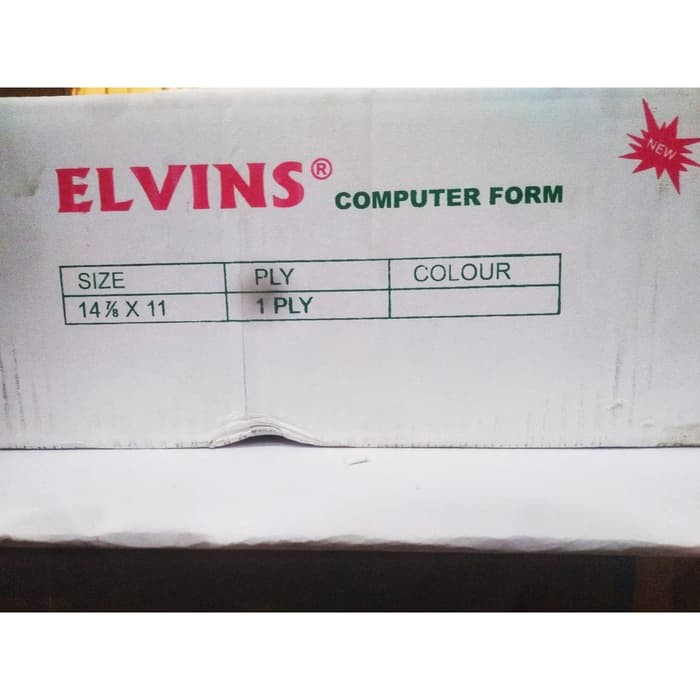 ELVINS® COMPUTER FORM
NEW
SIZE PLY COLOUR
14 ⅞ X 11 1 PLY